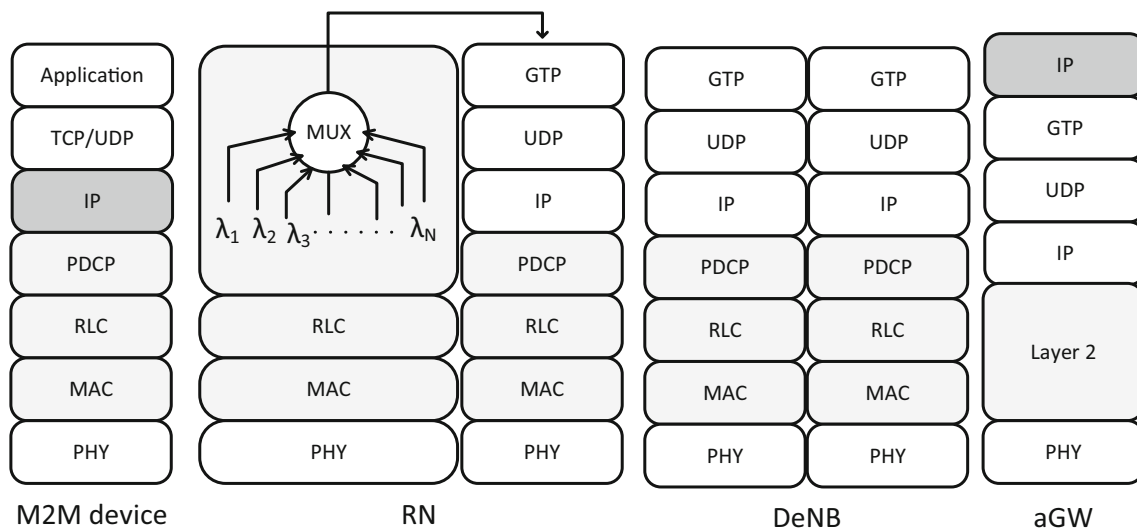 Application
TCP/UDP
IP
PDCP
RLC
MAC
PHY
M2M device
MUX
λ1 λ2 λ3 . . . . . . λN
RLC
MAC
PHY
GTP
UDP
IP
PDCP
RLC
MAC
PHY
RN
GTP
UDP
IP
PDCP
RLC
MAC
PHY
GTP
UDP
IP
PDCP
RLC
MAC
PHY
DeNB
IP
GTP
UDP
IP
Layer 2
PHY
aGW